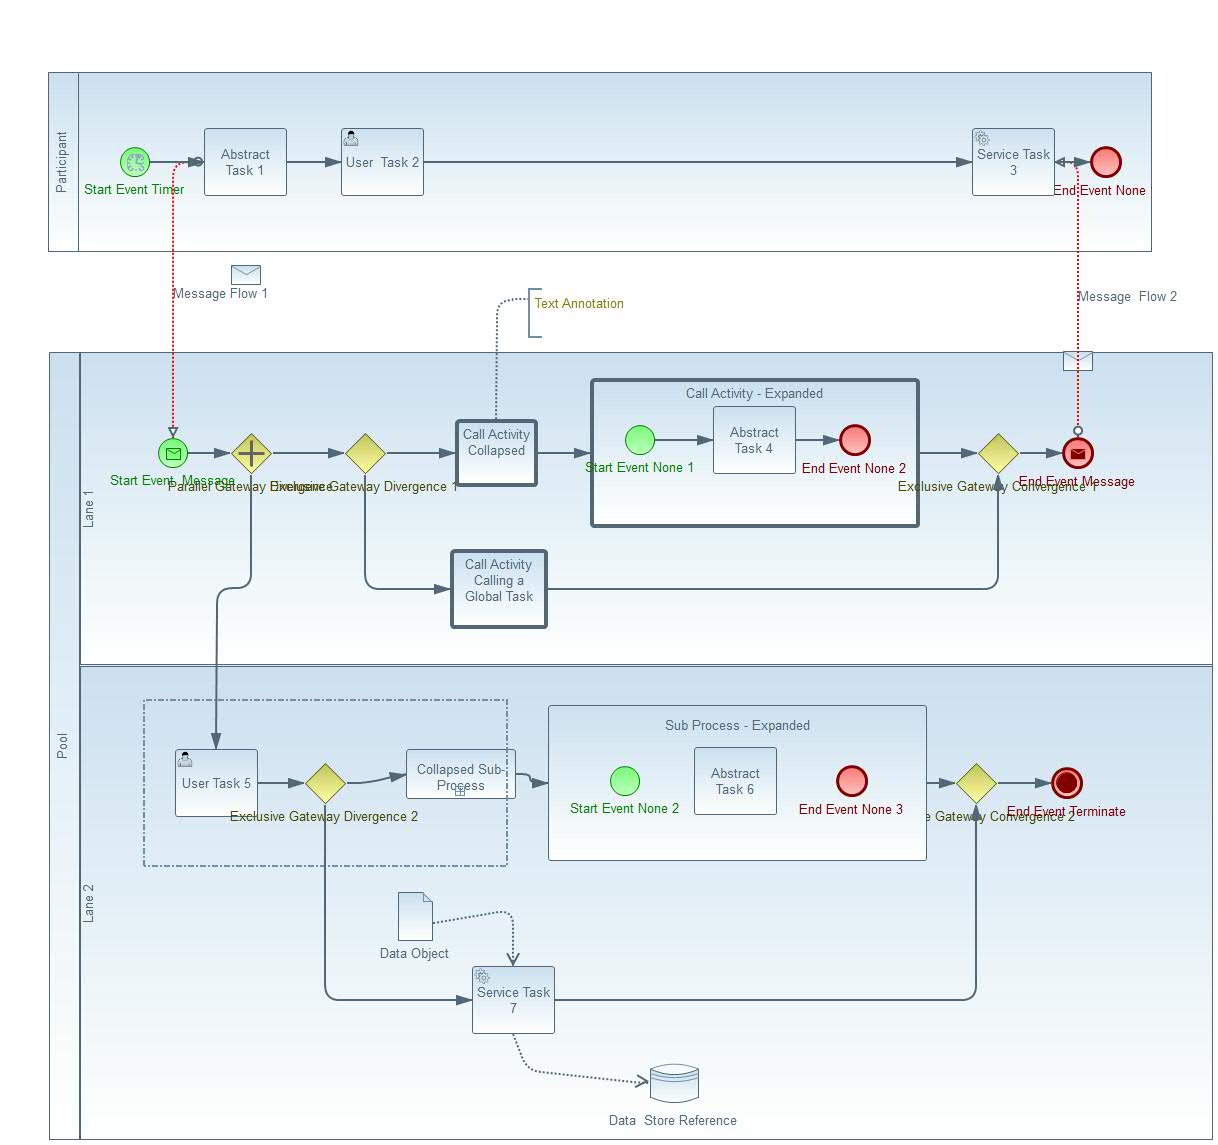 Participant
Start Event Timer
Abstract
Task 1
User  Task 2
Service Task
3
End Event None
Message Flow 1
Text Annotation
Message  Flow 2
Pool
Lane 1
Start Event  Message
Parallel Gateway Divergence
Exclusive Gateway Divergence 1
Call Activity
Collapsed
Call Activity - Expanded
Start Event None 1
Abstract
Task 4
End Event None 2
Exclusive Gateway Convergence 1
End Event Message
Call Activity
Calling a
Global Task
Lane 2
User Task 5
Exclusive Gateway Divergence 2
Collapsed Sub-
Process
Sub Process - Expanded
Start Event None 2
Abstract
Task 6
End Event None 3
e Gateway Convergence 2
End Event Terminate
Data Object
Service Task
7
Data  Store Reference